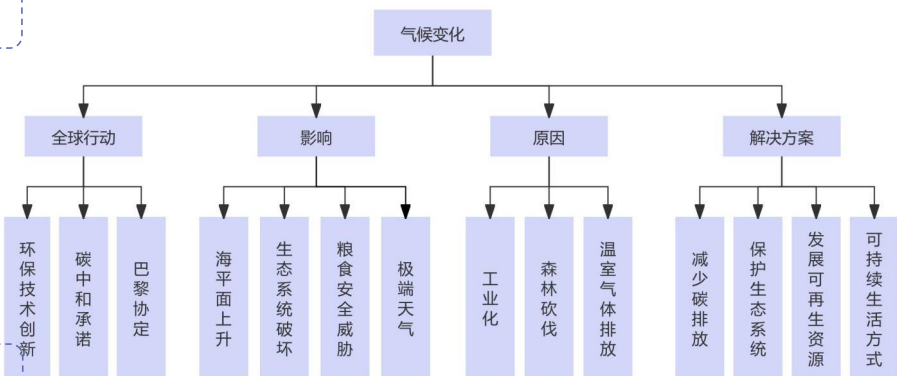 气候变化
全球行动
影响
原因
解决方案
环保技术创新
碳中和承诺
巴黎协定
海平面上升
生态系统破坏
粮食安全威胁
极端天气
工业化
森林砍伐
温室气体排放
减少碳排放
保护生态系统
发展可再生资源
可持续生活方式